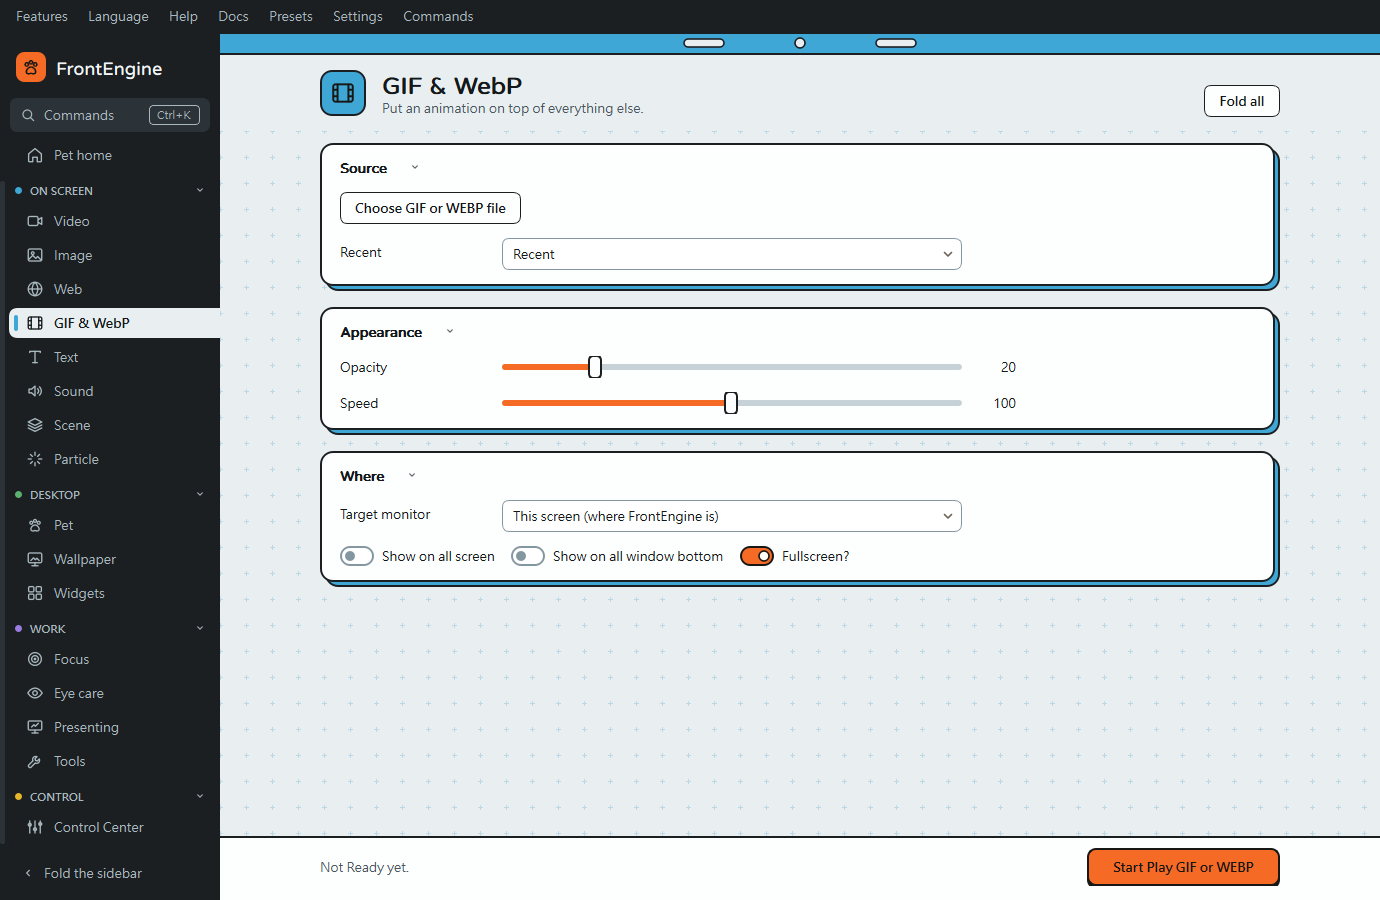 Features Language Help Docs Presets Settings Commands
FrontEngine
Commands Ctrl+K
Pet home
ON SCREEN
Video
Image
Web
GIF & WebP
Text
Sound
Scene
Particle
DESKTOP
Pet
Wallpaper
Widgets
WORK
Focus
Eye care
Presenting
Tools
CONTROL
Control Center
Fold the sidebar
GIF & WebP
Put an animation on top of everything else.
Fold all
Source
Choose GIF or WEBP file
Recent Recent
Appearance
Opacity 20
Speed 100
Where
Target monitor This screen (where FrontEngine is)
Show on all screen Show on all window bottom Fullscreen?
Not Ready yet.
Start Play GIF or WEBP